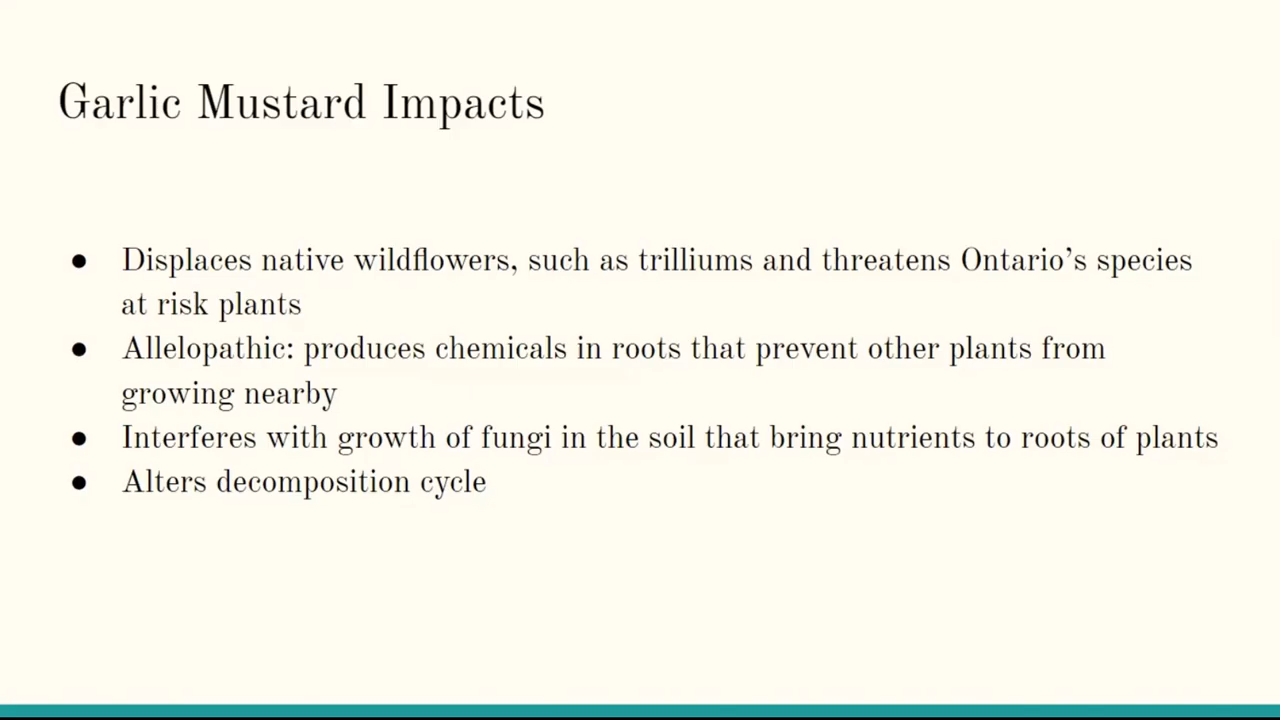 Garlic Mustard Impacts
● Displaces native wildflowers, such as trilliums and threatens Ontario’s species
at risk plants
● Allelopathic: produces chemicals in roots that prevent other plants from
growing nearby
● Interferes with growth of fungi in the soil that bring nutrients to roots of plants
● Alters decomposition cycle